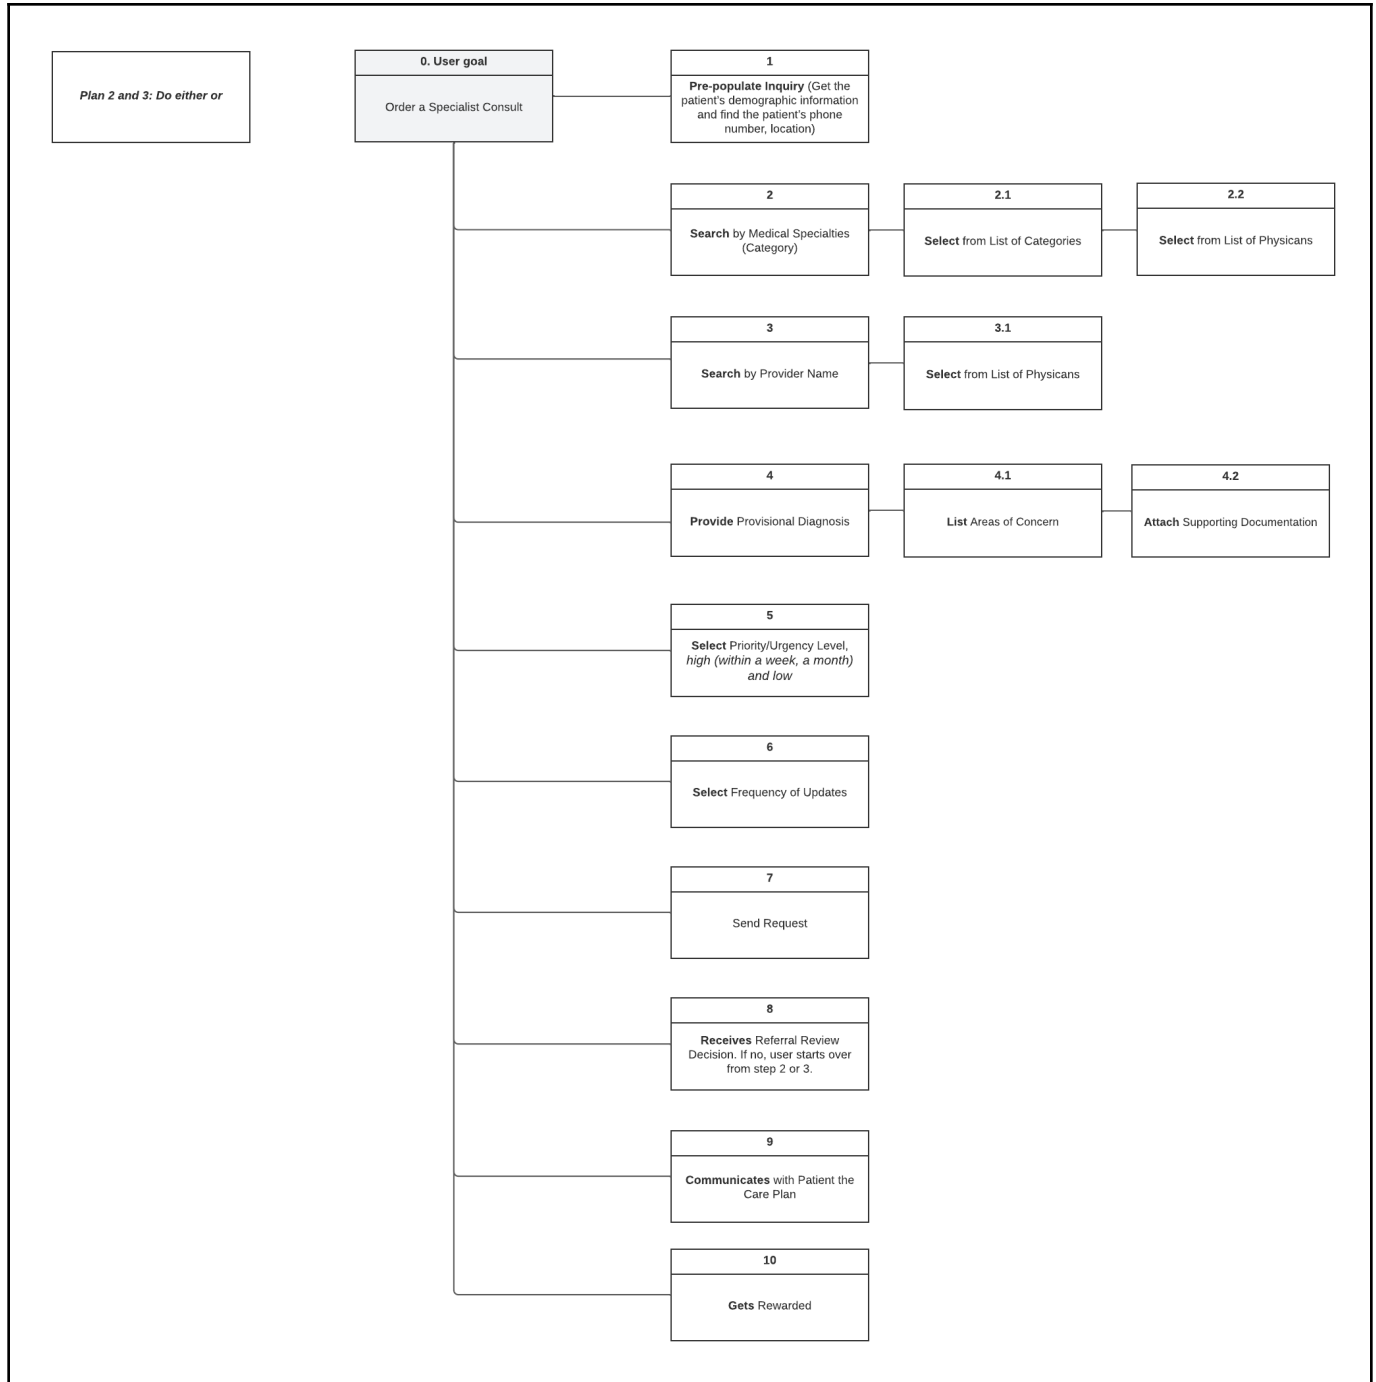 Plan 2 and 3: Do either or
0. User goal
Order a Specialist Consult
1
Pre-populate Inquiry (Get the
patient's demographic information
and find the patient's phone
number, location)
2
Search by Medical Specialties
(Category)
2.1
Select from List of Categories
2.2
Select from List of Physicans
3
Search by Provider Name
3.1
Select from List of Physicans
4
Provide Provisional Diagnosis
4.1
List Areas of Concern
4.2
Attach Supporting Documentation
5
Select Priority/Urgency Level,
high (within a week, a month)
and low
6
Select Frequency of Updates
7
Send Request
8
Receives Referral Review
Decision. If no, user starts over
from step 2 or 3.
9
Communicates with Patient the
Care Plan
10
Gets Rewarded